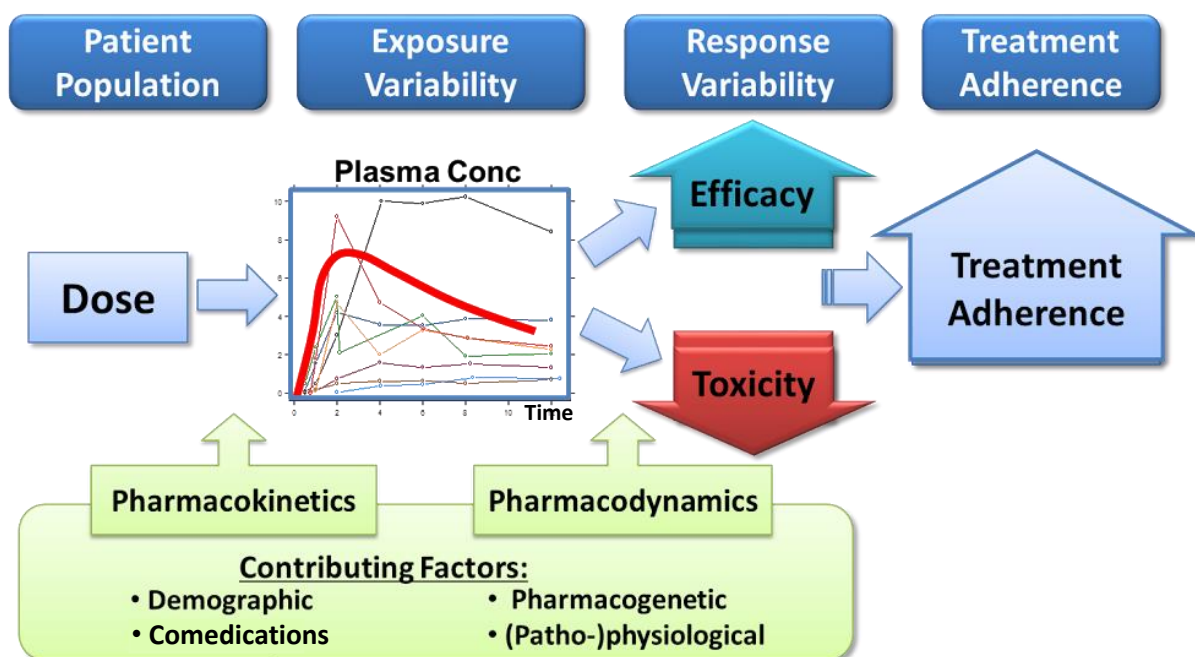 Patient
Population
Exposure
Variability
Response
Variability
Treatment
Adherence
Plasma Conc
10
8
6
4
2
0
0
2
4
6
8
10
Time
Dose
Efficacy
Toxicity
Treatment
Adherence
Pharmacokinetics
Pharmacodynamics
Contributing Factors:
• Demographic
• Comedications
• Pharmacogenetic
• (Patho-)physiological